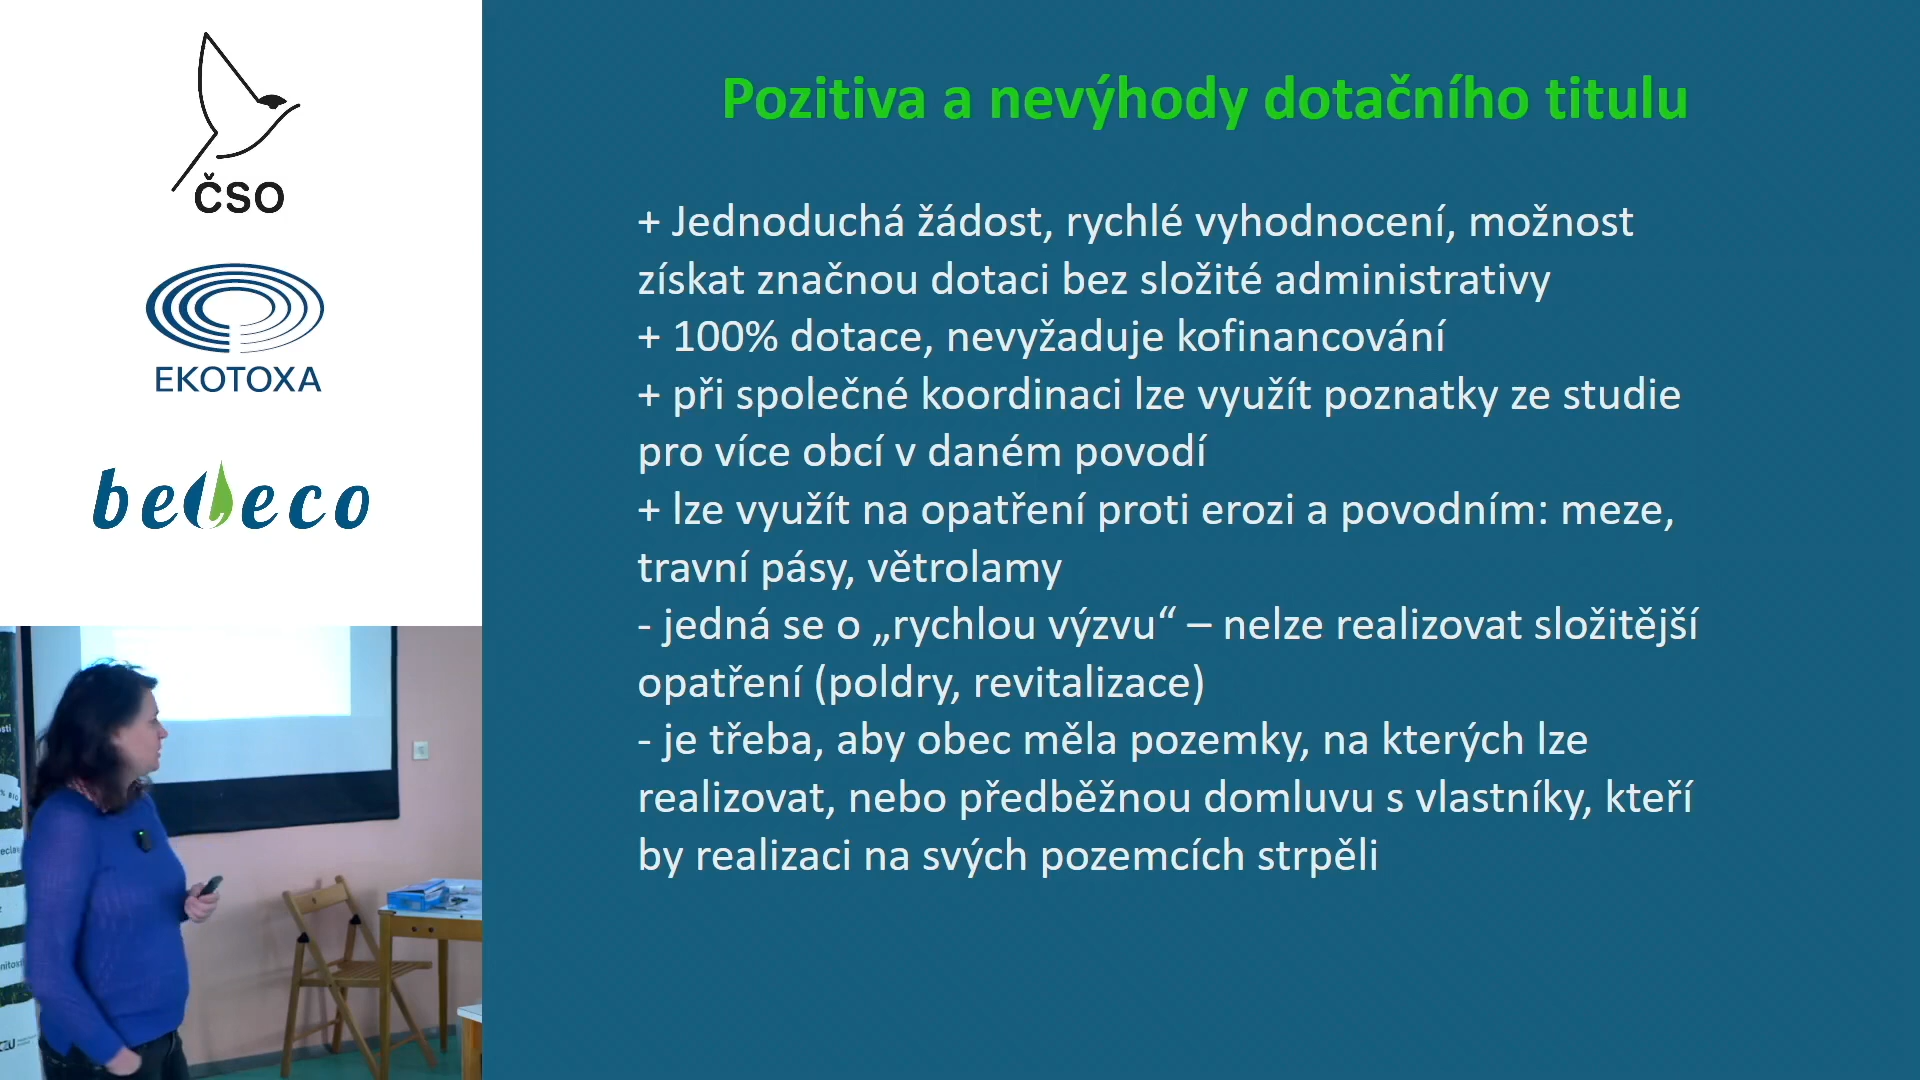 ČSO
EKOTOXA
beleco
Pozitiva a nevýhody dotačního titulu
+ Jednoduchá žádost, rychlé vyhodnocení, možnost
získat značnou dotaci bez složité administrativy
+ 100% dotace, nevyžaduje kofinancování
+ při společné koordinaci lze využít poznatky ze studie
pro více obcí v daném povodí
+ lze využít na opatření proti erozi a povodním: meze,
travní pásy, větrolamy
- jedná se o „rychlou výzvu“ – nelze realizovat složitější
opatření (poldry, revitalizace)
- je třeba, aby obec měla pozemky, na kterých lze
realizovat, nebo předběžnou domluvu s vlastníky, kteří
by realizaci na svých pozemcích strpěli